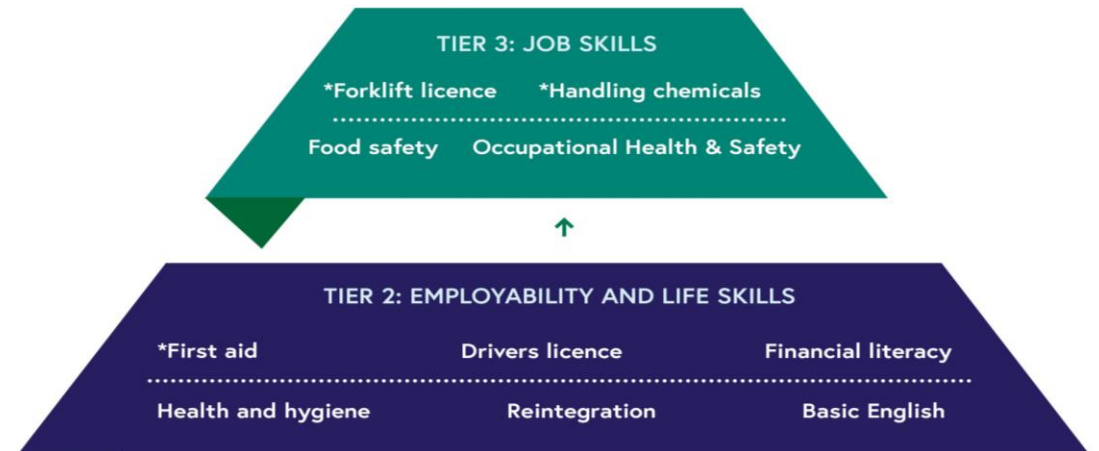 TIER 3: JOB SKILLS
*Forklift licence *Handling chemicals
Food safety Occupational Health & Safety
TIER 2: EMPLOYABILITY AND LIFE SKILLS
*First aid Drivers licence Financial literacy
Health and hygiene Reintegration Basic English